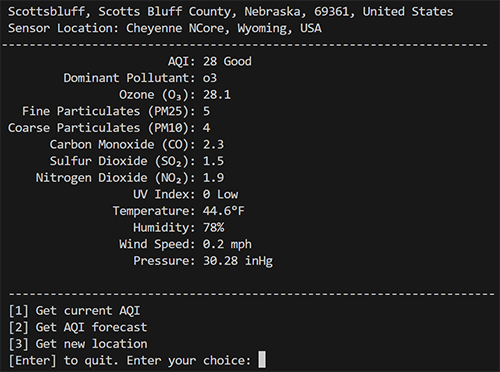 Scottsbluff, Scotts Bluff County, Nebraska, 69361, United States
Sensor Location: Cheyenne NCore, Wyoming, USA
--------------------------------------------------------------------
AQI: 28 Good
Dominant Pollutant: o3
Ozone (O₃): 28.1
Fine Particulates (PM25): 5
Coarse Particulates (PM10): 4
Carbon Monoxide (CO): 2.3
Sulfur Dioxide (SO₂): 1.5
Nitrogen Dioxide (NO₂): 1.9
UV Index: 0 Low
Temperature: 44.6°F
Humidity: 78%
Wind Speed: 0.2 mph
Pressure: 30.28 inHg
--------------------------------------------------------------------
[1] Get current AQI
[2] Get AQI forecast
[3] Get new location
[Enter] to quit. Enter your choice: